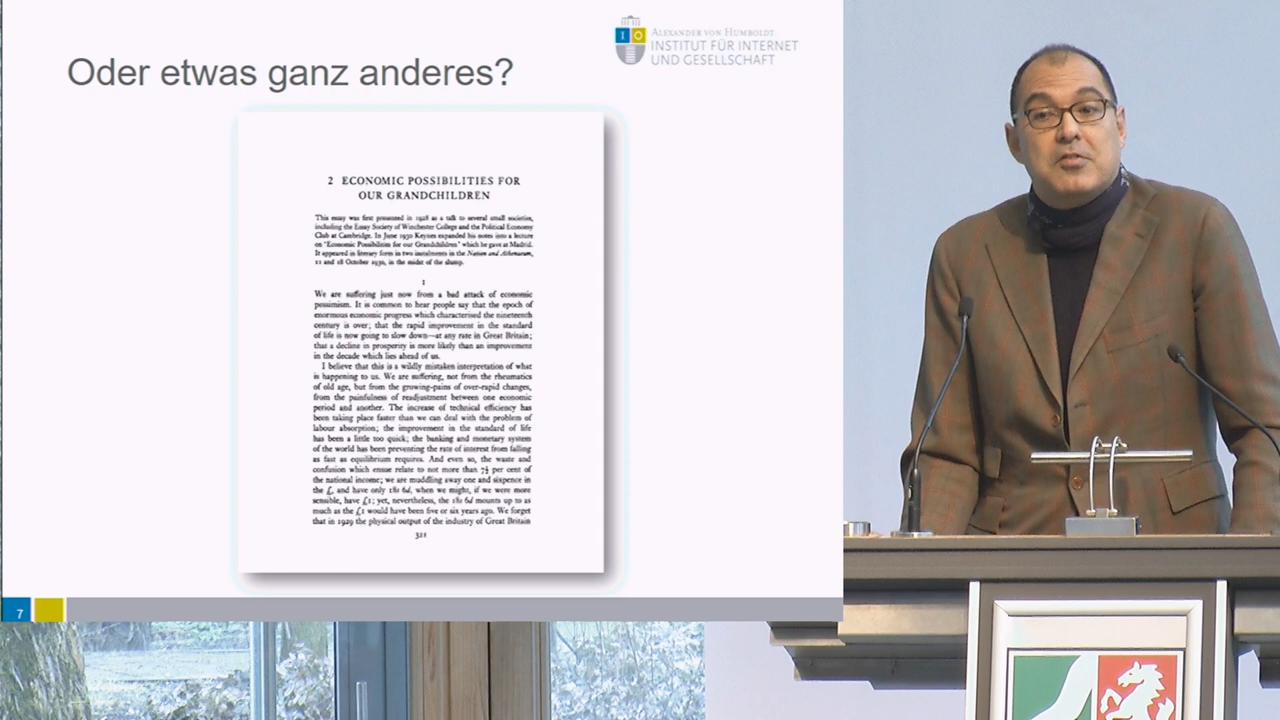 Oder etwas ganz anderes?
I O
ALEXANDER VON HUMBOLDT
INSTITUT FÜR INTERNET
UND GESELLSCHAFT
2 ECONOMIC POSSIBILITIES FOR
OUR GRANDCHILDREN
This essay was first presented in 1928 as a talk to several small societies,
including the Essay Society of Winchester College and the Political Economy
Club at Cambridge. In June 1930 Keynes expanded his notes into a lecture
on 'Economic Possibilities for our Grandchildren' which he gave at Madrid.
It appeared in literary form in two instalments in the Nation and Athenaeum,
11 and 18 October 1930, in the midst of the slump.
I
We are suffering just now from a bad attack of economic
pessimism. It is common to hear people say that the epoch of
enormous economic progress which characterised the nineteenth
century is over; that the rapid improvement in the standard
of life is now going to slow down—at any rate in Great Britain;
that a decline in prosperity is more likely than an improvement
in the decade which lies ahead of us.
I believe that this is a wildly mistaken interpretation of what
is happening to us. We are suffering, not from the rheumatics
of old age, but from the growing-pains of over-rapid changes,
from the painfulness of readjustment between one economic
period and another. The increase of technical efficiency has
been taking place faster than we can deal with the problem of
labour absorption; the improvement in the standard of life
has been a little too quick; the banking and monetary system
of the world has been preventing the rate of interest from falling
as fast as equilibrium requires. And even so, the waste and
confusion which ensue relate to not more than 7½ per cent of
the national income; we are muddling away one and sixpence in
the £, and have only 18s 6d, when we might, if we were more
sensible, have £1; yet, nevertheless, the 18s 6d mounts up to as
much as the £1 would have been five or six years ago. We forget
that in 1929 the physical output of the industry of Great Britain
321
7